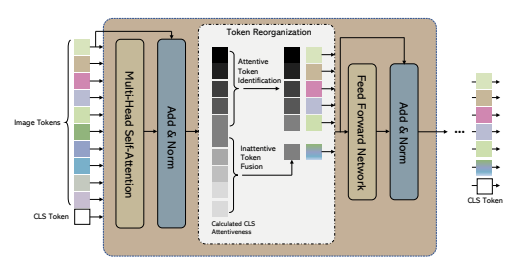 Token Reorganization
Image Tokens
CLS Token
Multi-Head
Self-Attention
Add & Norm
Attentive
Token
Identification
Inattentive
Token
Fusion
Calculated CLS
Attentiveness
Feed Forward Network
Add & Norm
...
CLS Token